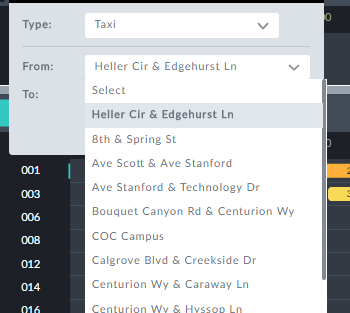 Type: Taxi
From: Heller Cir & Edgehurst Ln
To:
Select
Heller Cir & Edgehurst Ln
8th & Spring St
001 Ave Scott & Ave Stanford
003 Ave Stanford & Technology Dr
006 Bouquet Canyon Rd & Centurion Wy
008 COC Campus
012 Calgrove Blvd & Creekside Dr
014 Centurion Wy & Caraway Ln
016 Centurion Wy & Hyssop Ln